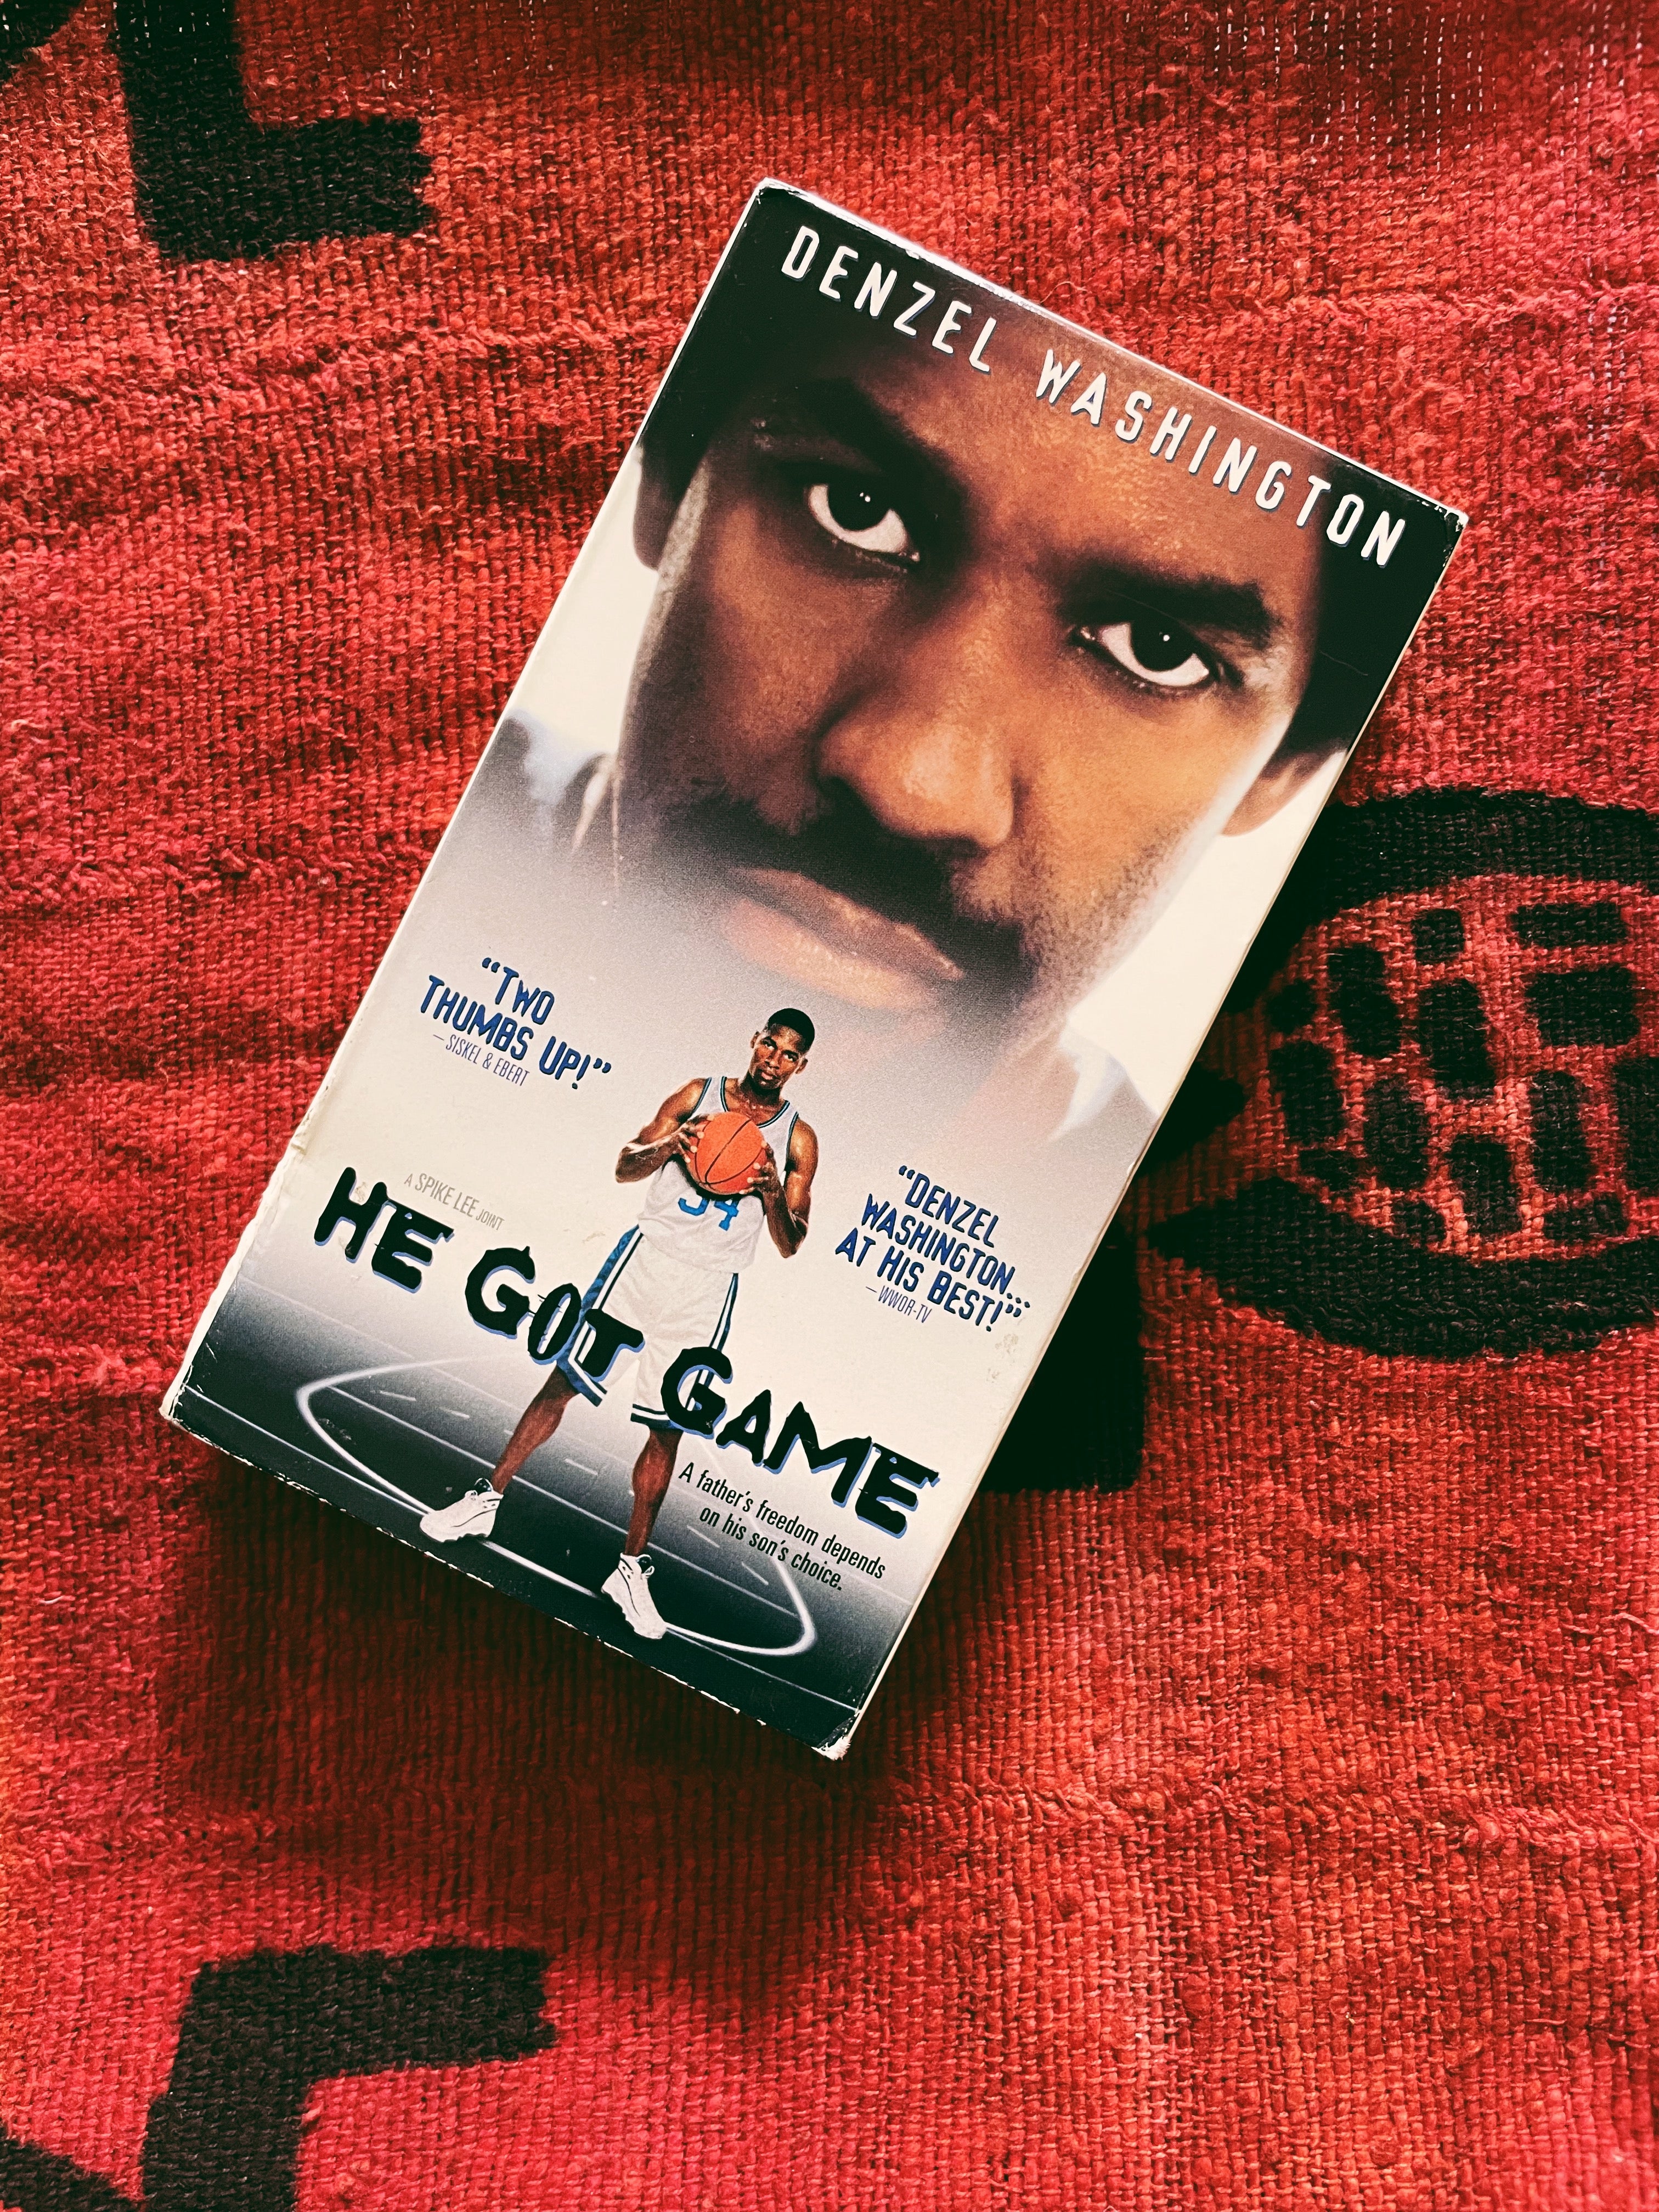 DENZEL WASHINGTON
“TWO
THUMBS UP!”
– SISKEL & EBERT
34
“DENZEL
WASHINGTON...
AT HIS BEST!”
– WWOR-TV
A SPIKE LEE JOINT
HE GOT GAME
A father's freedom depends
on his son's choice.